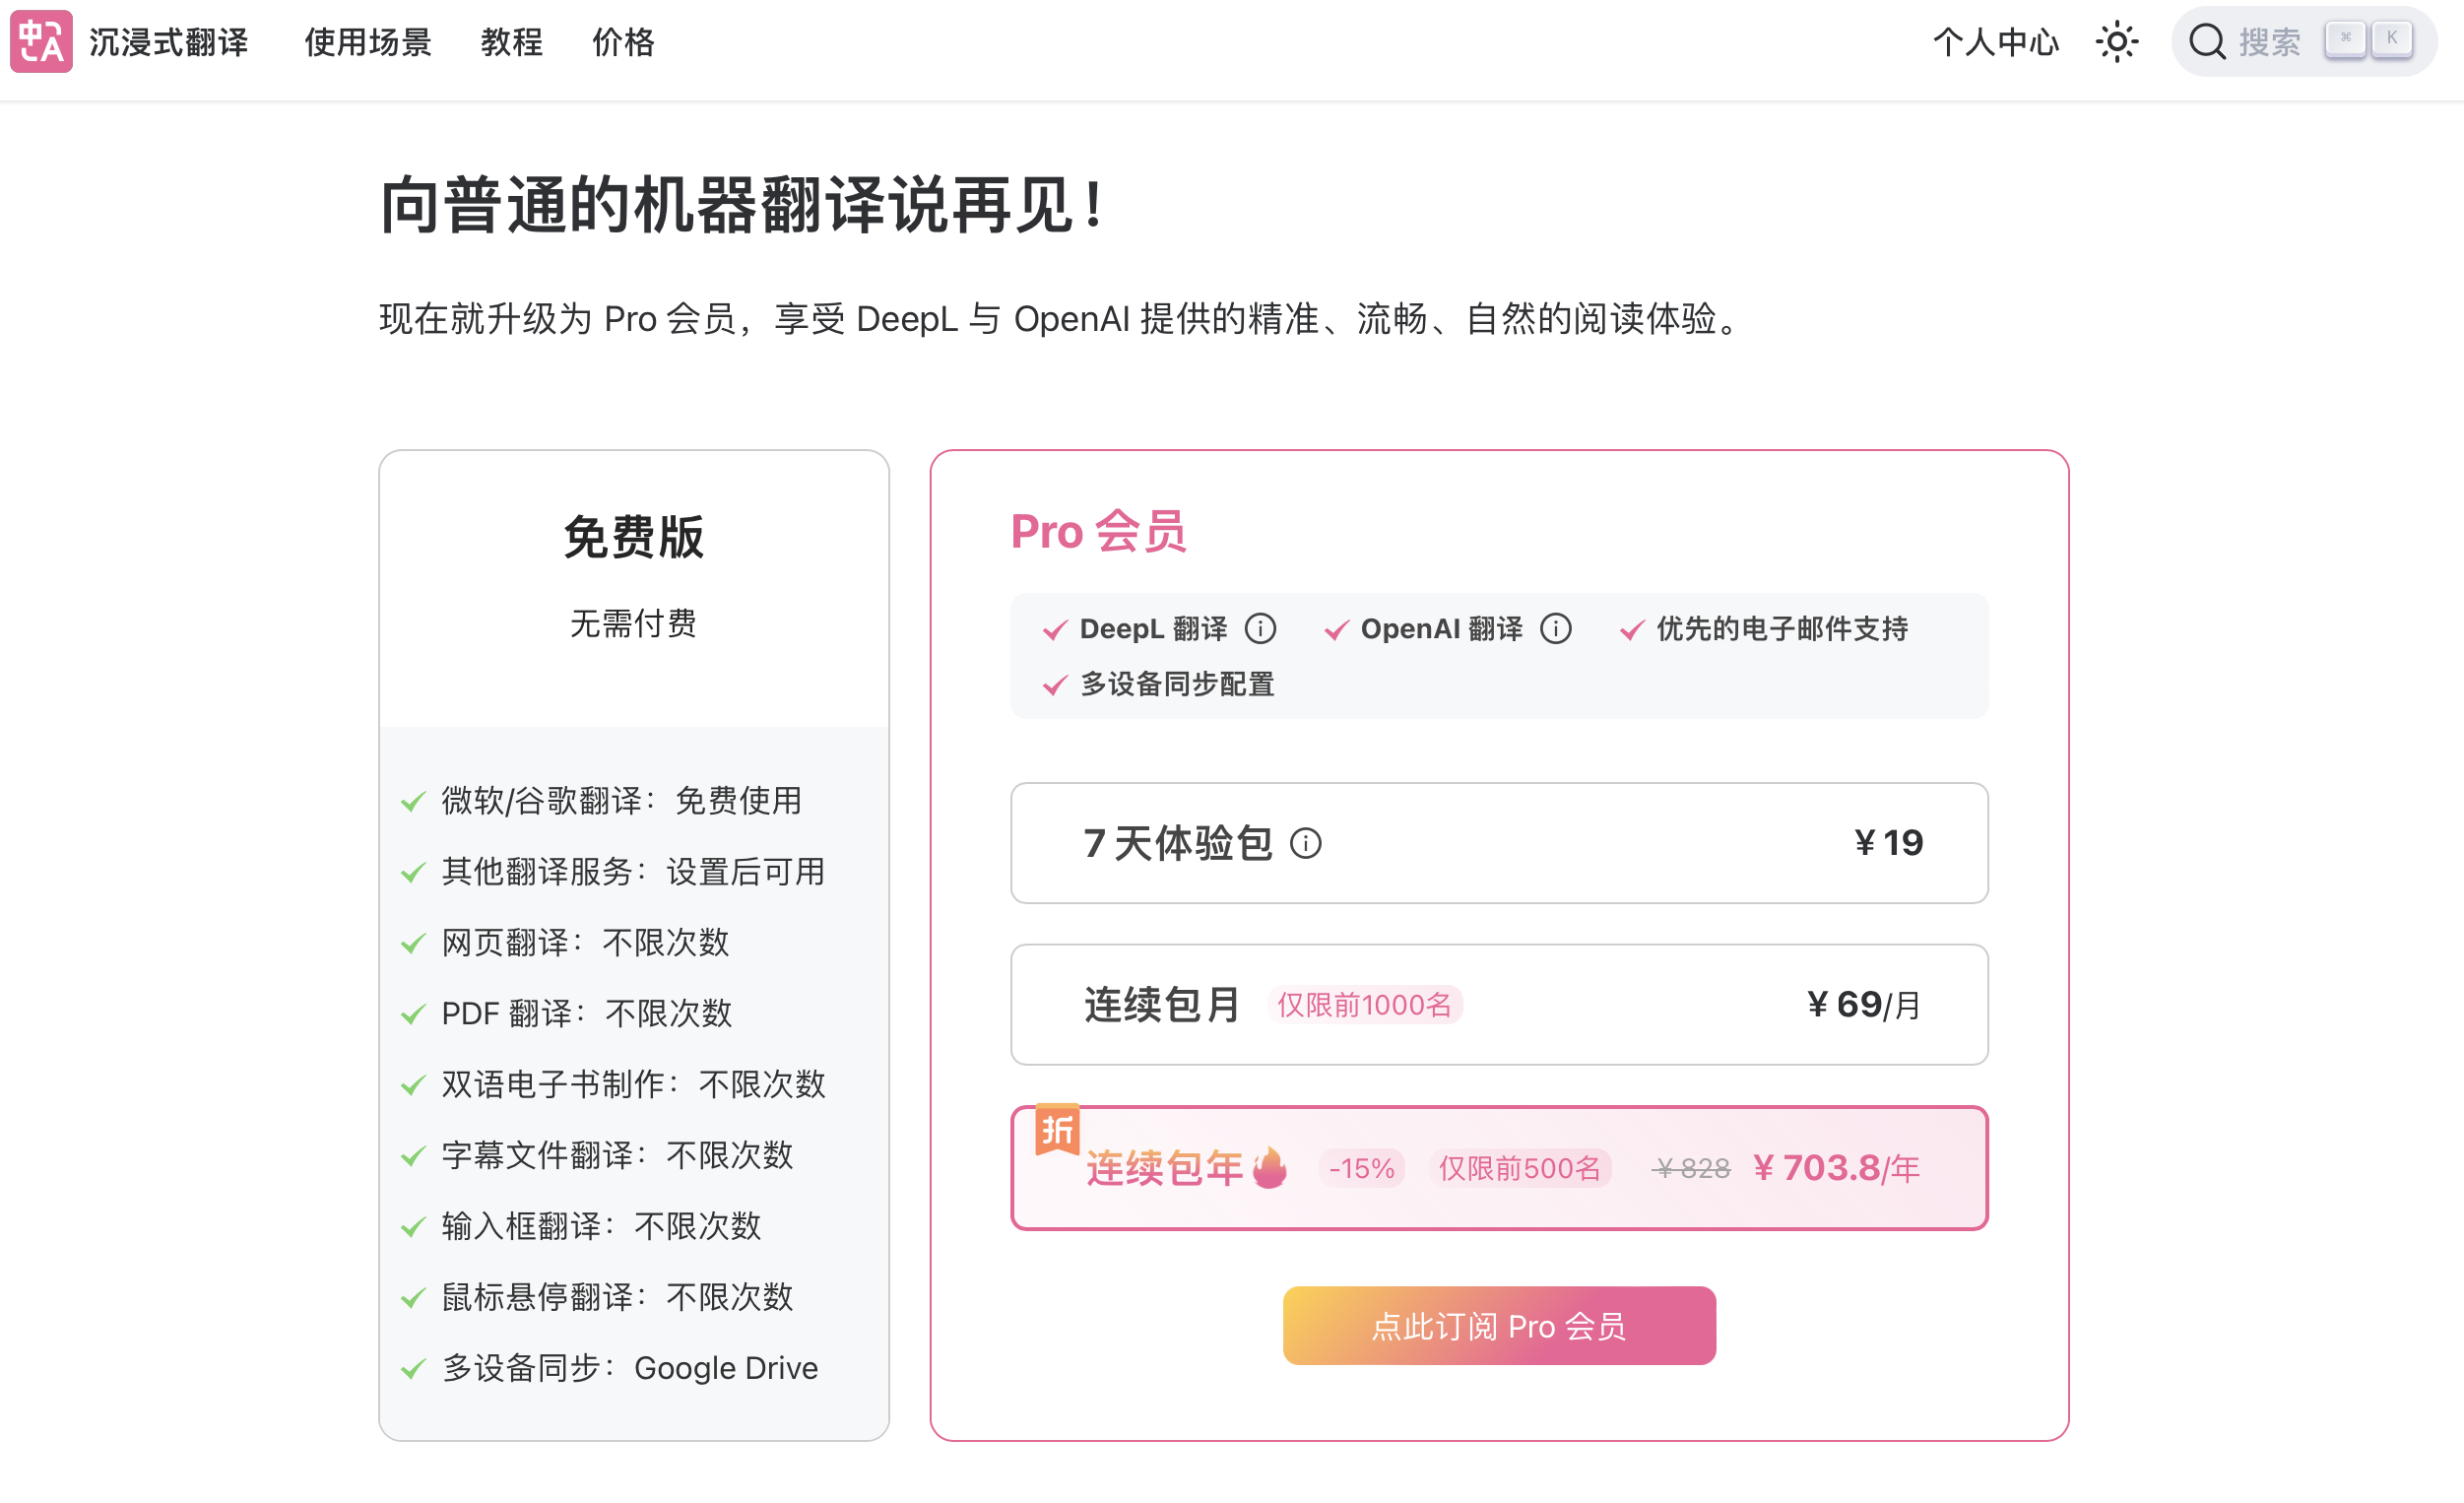 中A 沉浸式翻译 使用场景 教程 价格 个人中心 搜索 ⌘ K
向普通的机器翻译说再见！
现在就升级为 Pro 会员，享受 DeepL 与 OpenAI 提供的精准、流畅、自然的阅读体验。
免费版
无需付费
微软/谷歌翻译：免费使用
其他翻译服务：设置后可用
网页翻译：不限次数
PDF 翻译：不限次数
双语电子书制作：不限次数
字幕文件翻译：不限次数
输入框翻译：不限次数
鼠标悬停翻译：不限次数
多设备同步：Google Drive
Pro 会员
DeepL 翻译 OpenAI 翻译 优先的电子邮件支持
多设备同步配置
7 天体验包 ¥ 19
连续包月 仅限前1000名 ¥ 69/月
折
连续包年 -15% 仅限前500名 ¥ 828 ¥ 703.8/年
点此订阅 Pro 会员